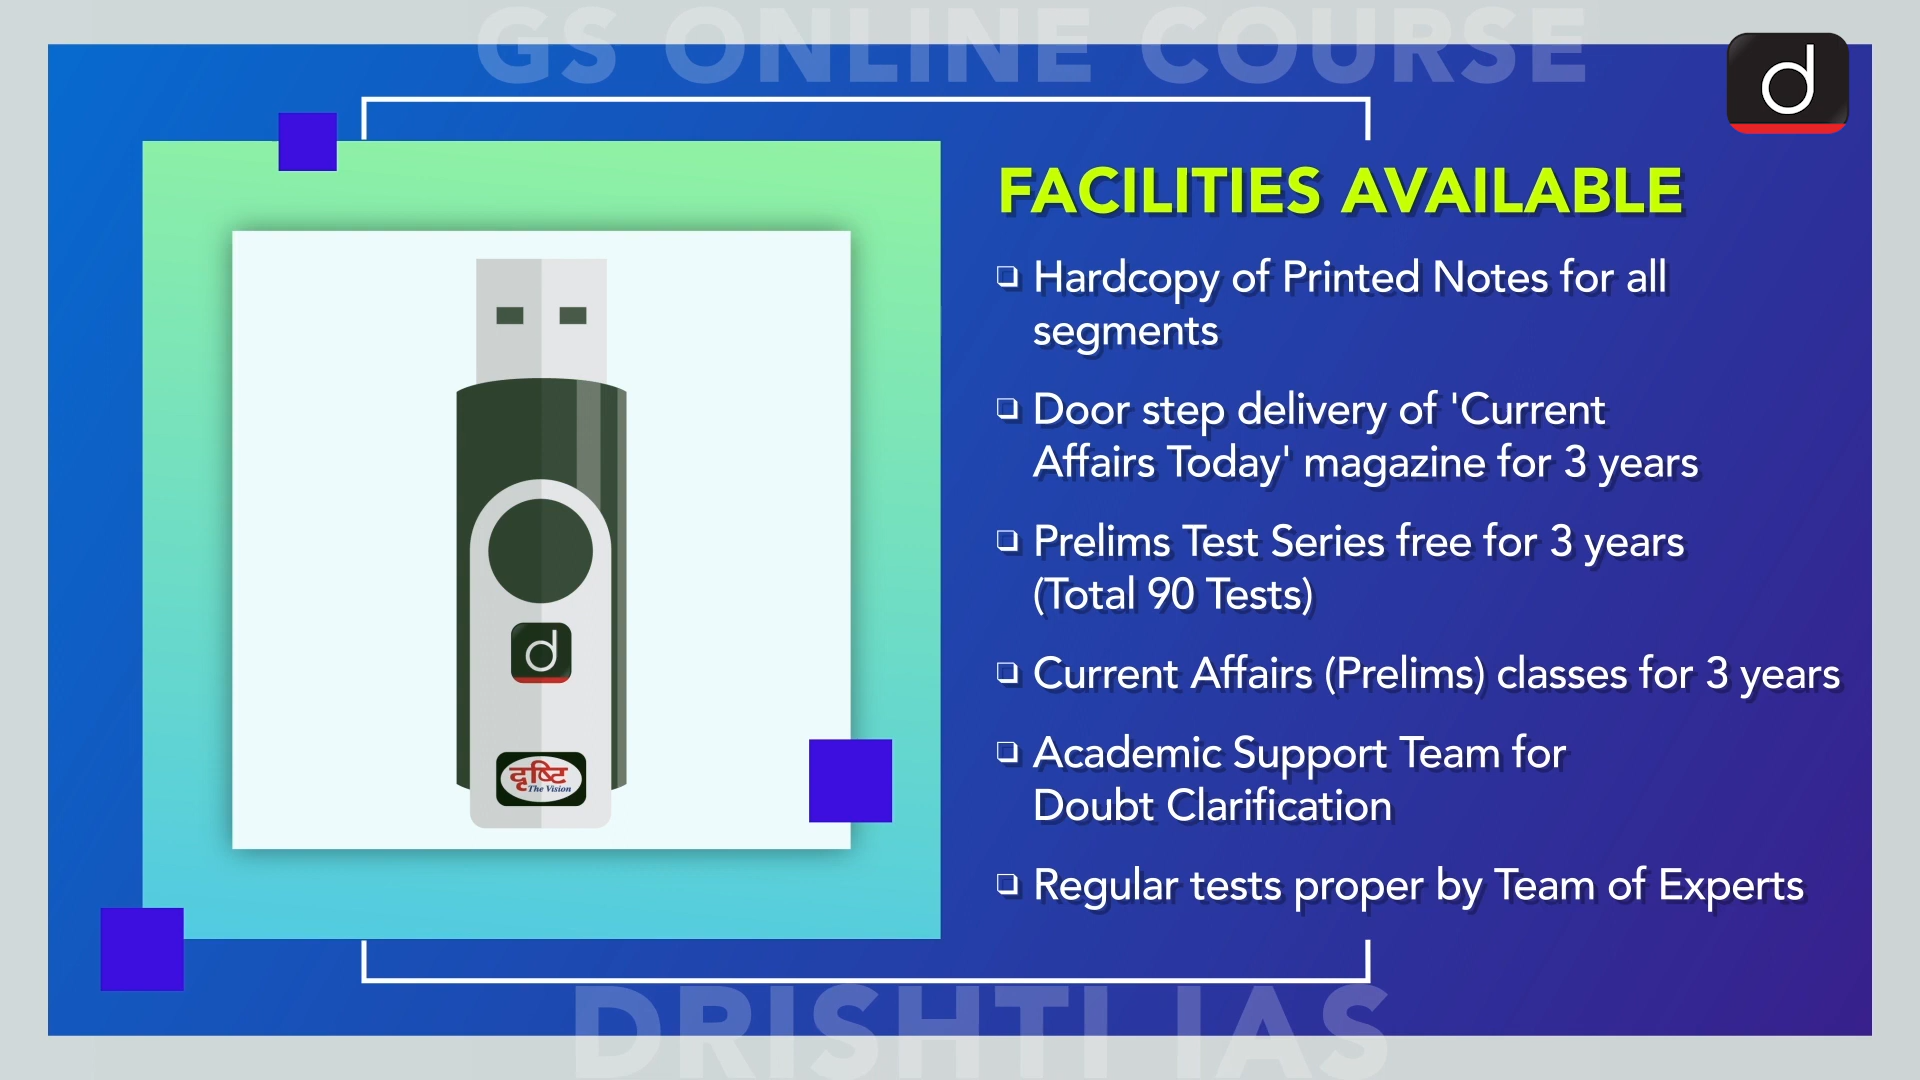 GS ONLINE COURSE
d
FACILITIES AVAILABLE
❏ Hardcopy of Printed Notes for all
segments
❏ Door step delivery of 'Current
Affairs Today' magazine for 3 years
❏ Prelims Test Series free for 3 years
(Total 90 Tests)
❏ Current Affairs (Prelims) classes for 3 years
❏ Academic Support Team for
Doubt Clarification
❏ Regular tests proper by Team of Experts
d
दृष्टि
The Vision
DRISHTI IAS